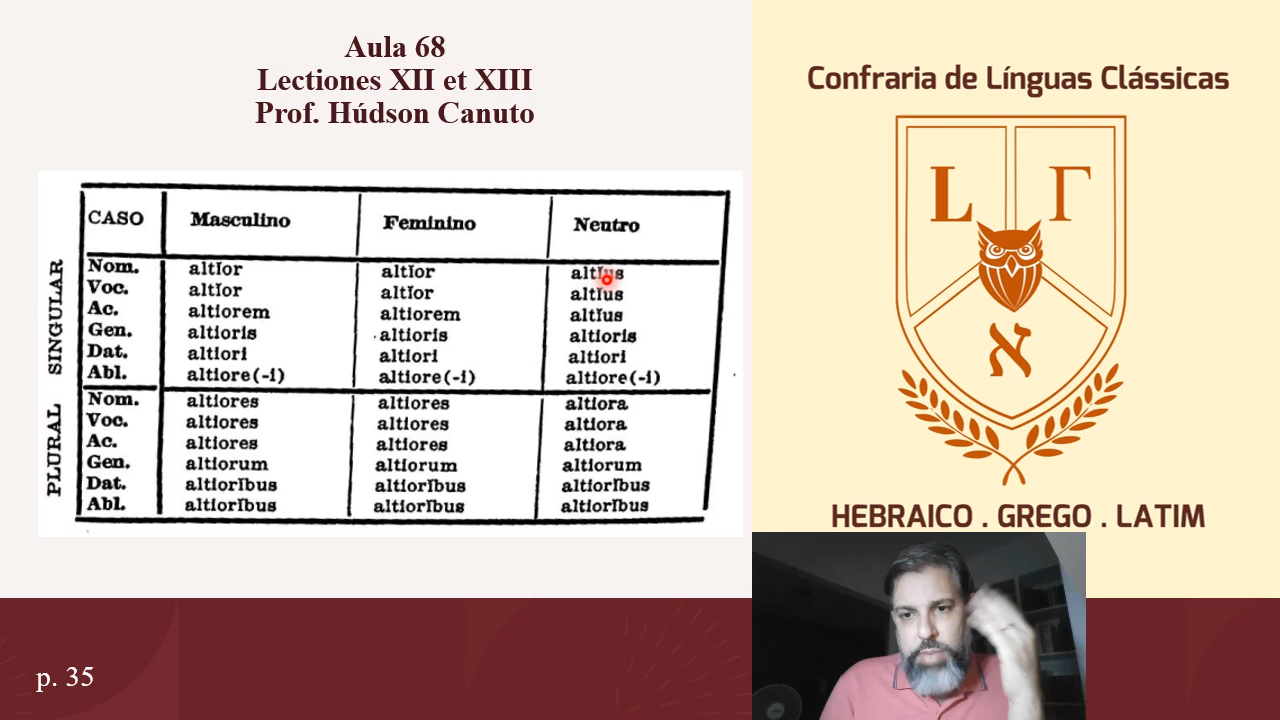 Aula 68
Lectiones XII et XIII
Prof. Húdson Canuto
CASO Masculino Feminino Neutro
SINGULAR
Nom. altĭor altĭor altĭus
Voc. altĭor altĭor altĭus
Ac. altiorem altiorem altĭus
Gen. altioris altioris altioris
Dat. altiori altiori altiori
Abl. altiore(-i) altiore(-i) altiore(-i)
PLURAL
Nom. altiores altiores altiora
Voc. altiores altiores altiora
Ac. altiores altiores altiora
Gen. altiorum altiorum altiorum
Dat. altiorĭbus altiorĭbus altiorĭbus
Abl. altiorĭbus altiorĭbus altiorĭbus
p. 35
Confraria de Línguas Clássicas
L Γ
א
HEBRAICO . GREGO . LATIM